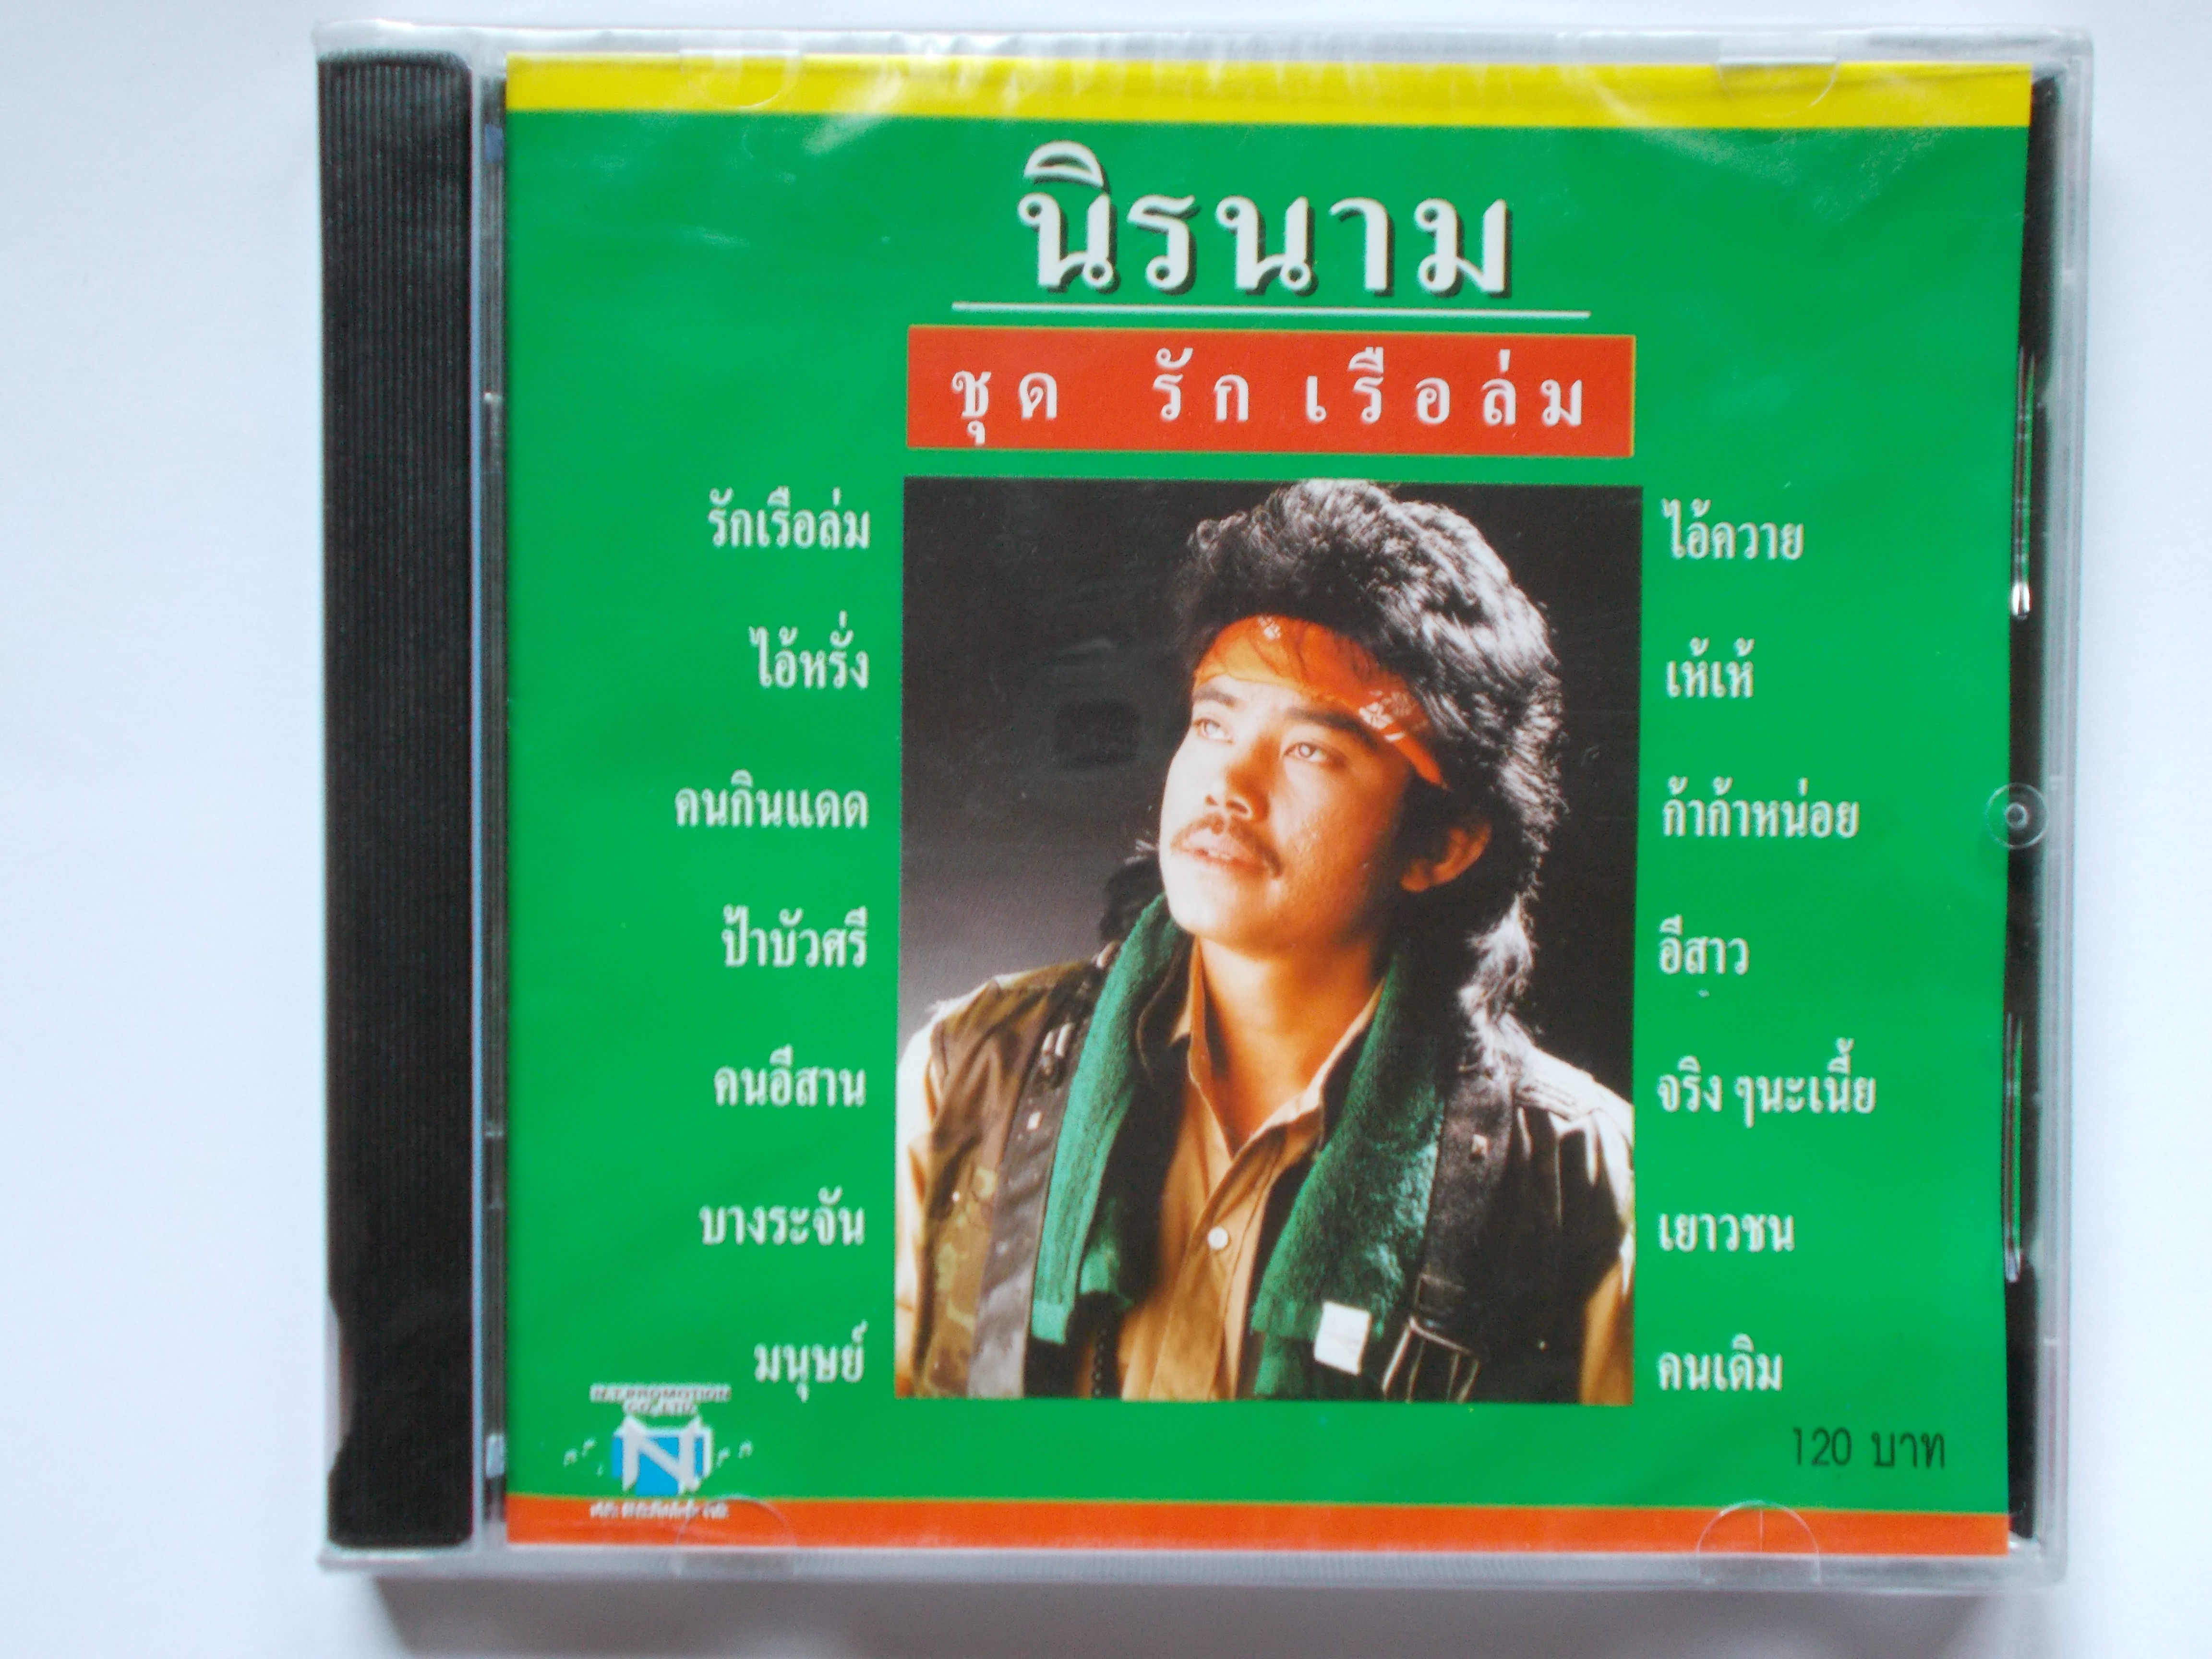 นิรนาม
ชุด รักเรือล่ม
รักเรือล่ม
ไอ้หรั่ง
คนกินแดด
ป้าบัวศรี
คนอีสาน
บางระจัน
มนุษย์
ไอ้ควาย
เห้เห้
ก้าก้าหน่อย
อีสาว
จริง ๆนะเนี้ย
เยาวชน
คนเดิม
120 บาท
N.T.PROMOTION
CO.,LTD.
N